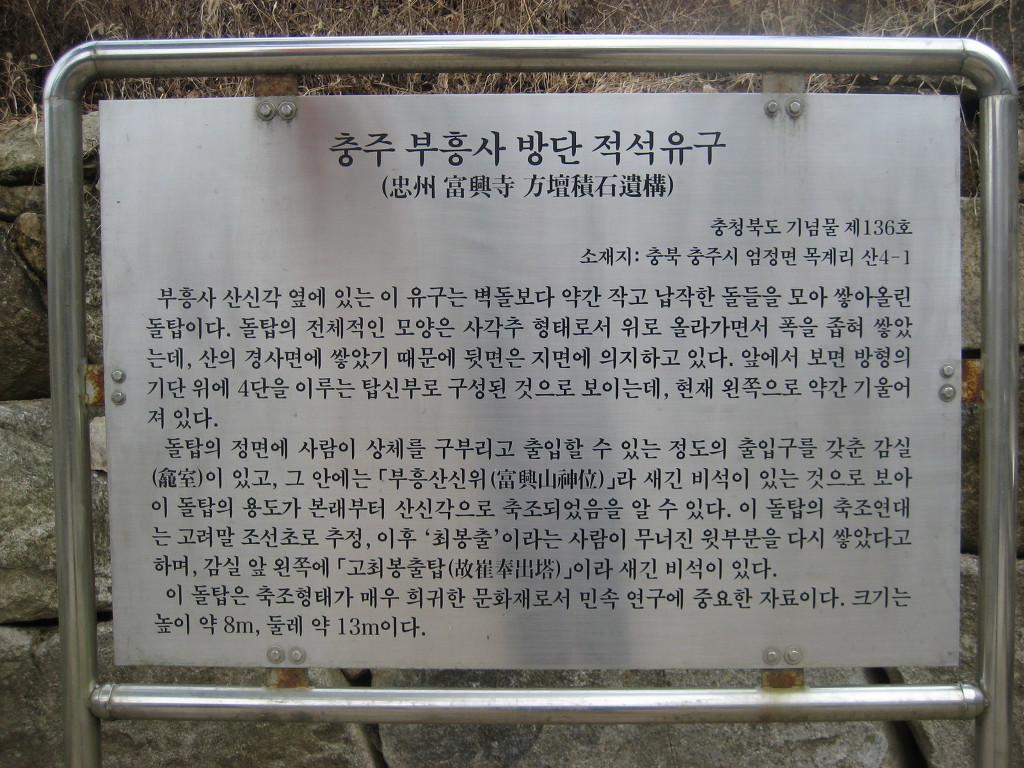 충주 부흥사 방단 적석유구
(忠州 富興寺 方壇積石遺構)
충청북도 기념물 제136호
소재지: 충북 충주시 엄정면 목계리 산4-1
부흥사 산신각 옆에 있는 이 유구는 벽돌보다 약간 작고 납작한 돌들을 모아 쌓아올린
돌탑이다. 돌탑의 전체적인 모양은 사각추 형태로서 위로 올라가면서 폭을 좁혀 쌓았
는데, 산의 경사면에 쌓았기 때문에 뒷면은 지면에 의지하고 있다. 앞에서 보면 방형의
기단 위에 4단을 이루는 탑신부로 구성된 것으로 보이는데, 현재 왼쪽으로 약간 기울어
져 있다.
돌탑의 정면에 사람이 상체를 구부리고 출입할 수 있는 정도의 출입구를 갖춘 감실
(龕室)이 있고, 그 안에는 「부흥산신위(富興山神位)」라 새긴 비석이 있는 것으로 보아
이 돌탑의 용도가 본래부터 산신각으로 축조되었음을 알 수 있다. 이 돌탑의 축조연대
는 고려말 조선초로 추정, 이후 ‘최봉출’이라는 사람이 무너진 윗부분을 다시 쌓았다고
하며, 감실 앞 왼쪽에 「고최봉출탑(故崔奉出塔)」이라 새긴 비석이 있다.
이 돌탑은 축조형태가 매우 희귀한 문화재로서 민속 연구에 중요한 자료이다. 크기는
높이 약 8m, 둘레 약 13m이다.